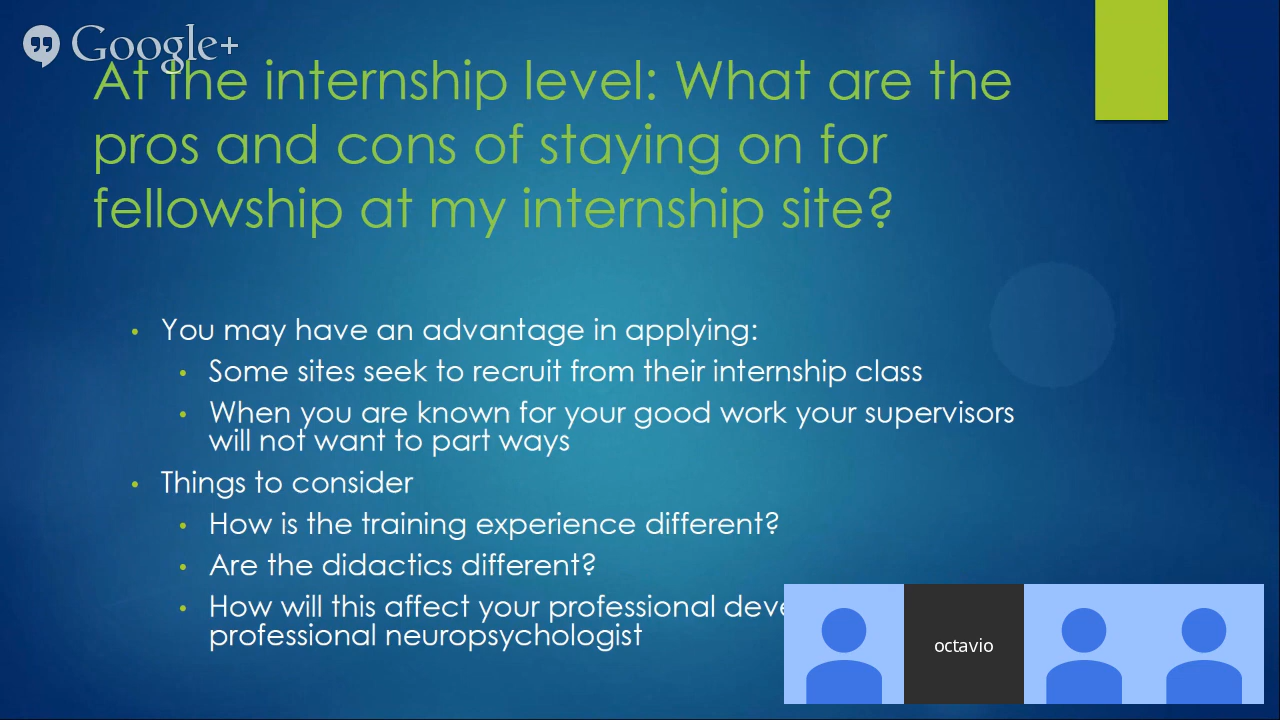 Google+
At the internship level: What are the
pros and cons of staying on for
fellowship at my internship site?
• You may have an advantage in applying:
• Some sites seek to recruit from their internship class
• When you are known for your good work your supervisors
will not want to part ways
• Things to consider
• How is the training experience different?
• Are the didactics different?
• How will this affect your professional
professional neuropsychologist
octavio